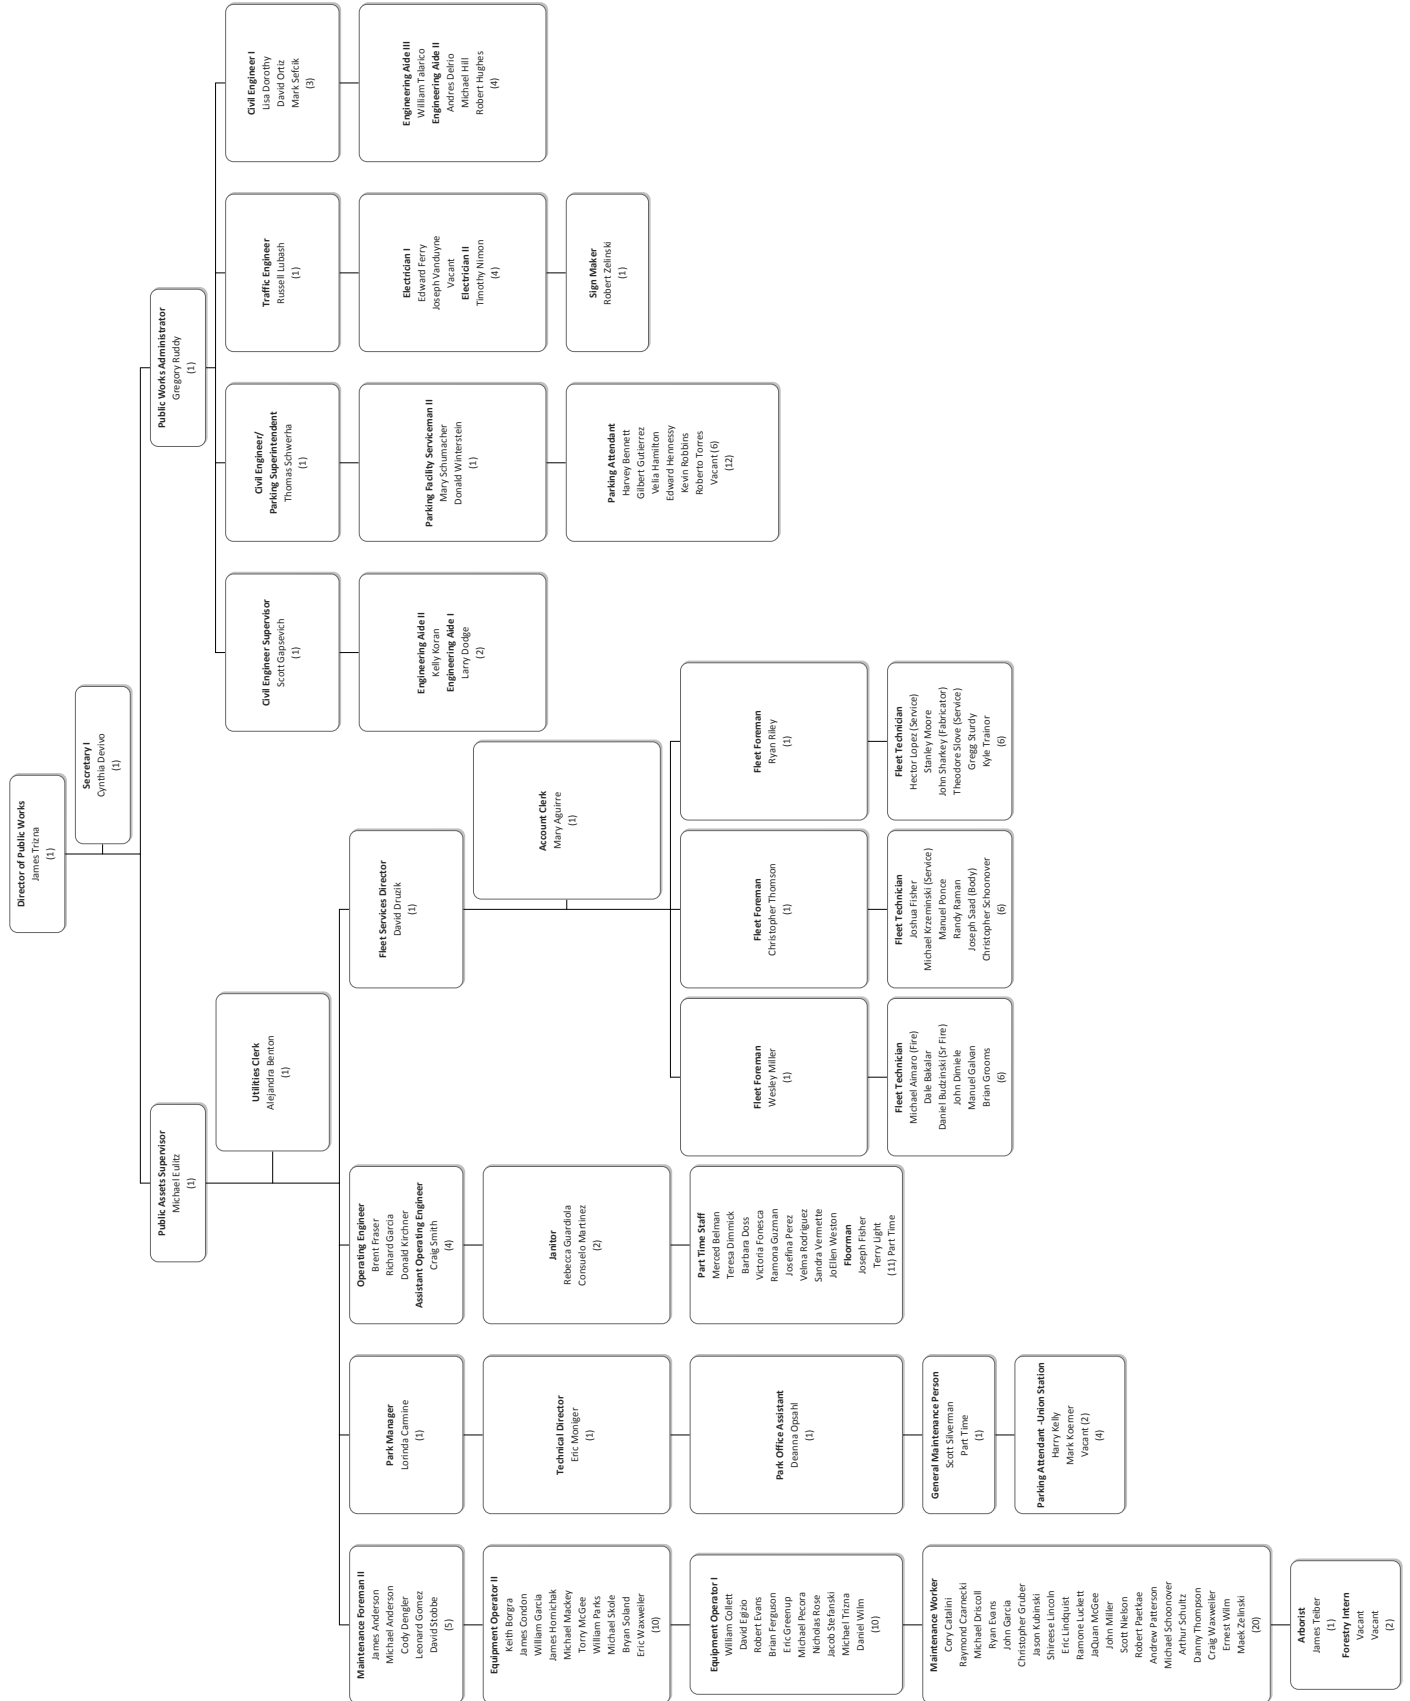 Director of Public Works
James Trizna
(1)
Secretary I
Cynthia Devivo
(1)
Public Assets Supervisor
Michael Eulitz
(1)
Public Works Administrator
Gregory Ruddy
(1)
Utilities Clerk
Alejandra Benton
(1)
Maintenance Foreman II
James Anderson
Michael Anderson
Cody Dengler
Leonard Gomez
David Stobbe
(5)
Equipment Operator II
Keith Borgra
James Condon
William Garcia
James Hornichak
Michael Mackey
Torry McGee
William Parks
Michael Skole
Bryan Soland
Eric Waxweiler
(10)
Equipment Operator I
William Collett
David Egizio
Robert Evans
Brian Ferguson
Eric Greenup
Michael Pecora
Nicholas Rose
Jacob Stefanski
Michael Trizna
Daniel Wilm
(10)
Maintenance Worker
Cory Catalini
Raymond Czarnecki
Michael Driscoll
Ryan Evans
John Garcia
Christopher Gruber
Jason Kubinski
Shireese Lincoln
Eric Lindquist
Ramone Luckett
JaQuan McGee
John Miller
Scott Nielson
Robert Paetkae
Andrew Patterson
Michael Schoonover
Arthur Schultz
Danny Thompson
Craig Waxweiler
Ernest Wilm
Maek Zelinski
(20)
Arborist
James Teiber
(1)
Forestry Intern
Vacant
Vacant
(2)
Park Manager
Lorinda Carmine
(1)
Technical Director
Eric Moniger
(1)
Park Office Assistant
Deanna Opsahl
(1)
General Maintenance Person
Scott Silverman
Part Time
(1)
Parking Attendant -Union Station
Harry Kelly
Mark Koerner
Vacant (2)
(4)
Operating Engineer
Brent Fraser
Richard Garcia
Donald Kirchner
Assistant Operating Engineer
Craig Smith
(4)
Janitor
Rebecca Guardiola
Consuelo Martinez
(2)
Part Time Staff
Merced Belman
Teresa Dimmick
Barbara Doss
Victoria Fonesca
Ramona Guzman
Josefina Perez
Velma Rodriguez
Sandra Vermette
JoEllen Weston
Floorman
Joseph Fisher
Terry Light
(11) Part Time
Fleet Services Director
David Druzik
(1)
Account Clerk
Mary Aguirre
(1)
Fleet Foreman
Wesley Miller
(1)
Fleet Technician
Michael Aimaro (Fire)
Dale Bakalar
Daniel Budzinski (Sr Fire)
John Dimiele
Manuel Galvan
Brian Grooms
(6)
Fleet Foreman
Christopher Thomson
(1)
Fleet Technician
Joshua Fisher
Michael Krzeminski (Service)
Manuel Ponce
Randy Raman
Joseph Saad (Body)
Christopher Schoonover
(6)
Fleet Foreman
Ryan Riley
(1)
Fleet Technician
Hector Lopez (Service)
Stanley Moore
John Sharkey (Fabricator)
Theodore Slove (Service)
Gregg Sturdy
Kyle Trainor
(6)
Civil Engineer Supervisor
Scott Gapsevich
(1)
Engineering Aide II
Kelly Koran
Engineering Aide I
Larry Dodge
(2)
Civil Engineer/
Parking Superintendent
Thomas Schwerha
(1)
Parking Facility Serviceman II
Mary Schumacher
Donald Winterstein
(1)
Parking Attendant
Harvey Bennett
Gilbert Gutierrez
Velia Hamilton
Edward Hennessy
Kevin Robbins
Roberto Torres
Vacant (6)
(12)
Traffic Engineer
Russell Lubash
(1)
Electrician I
Edward Ferry
Joseph Vanduyne
Vacant
Electrician II
Timothy Nimon
(4)
Sign Maker
Robert Zelinski
(1)
Civil Engineer I
Lisa Dorothy
David Ortiz
Mark Sefcik
(3)
Engineering Aide III
William Talarico
Engineering Aide II
Andres Delrio
Michael Hill
Robert Hughes
(4)